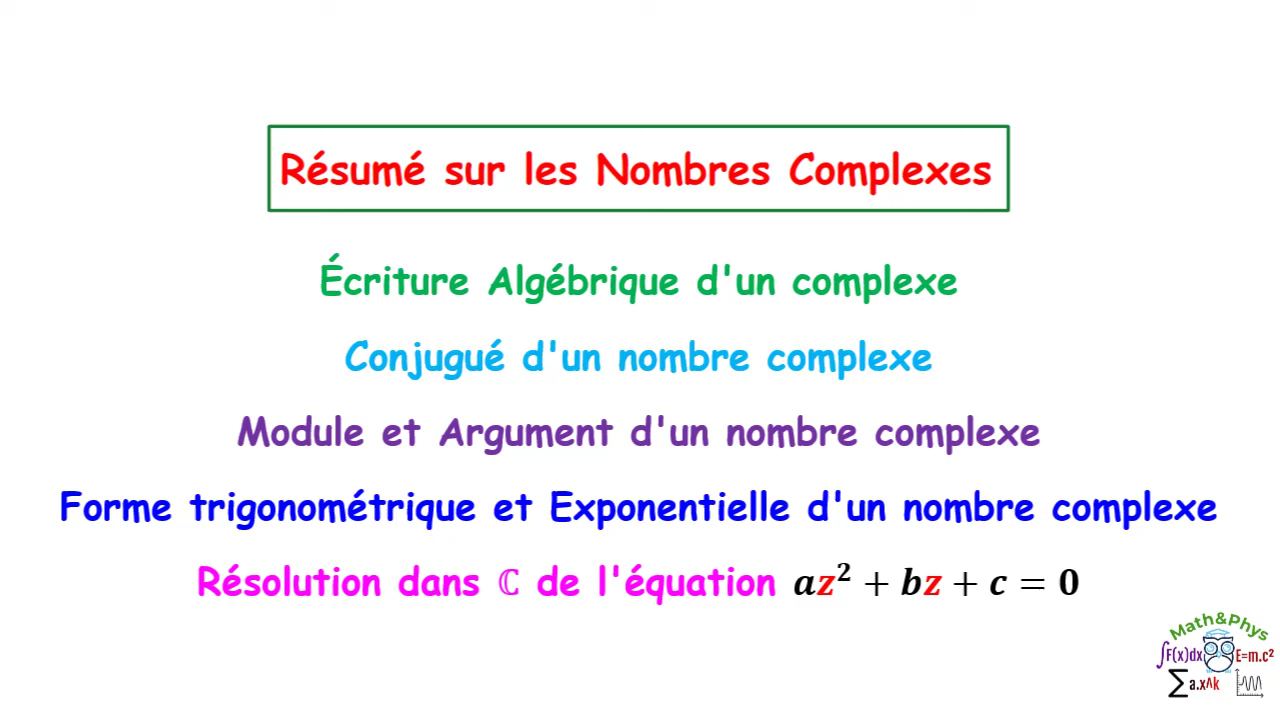 Résumé sur les Nombres Complexes
Écriture Algébrique d'un complexe
Conjugué d'un nombre complexe
Module et Argument d'un nombre complexe
Forme trigonométrique et Exponentielle d'un nombre complexe
Résolution dans ℂ de l'équation az² + bz + c = 0
Math&Phys
∫F(x)dx E=m.c²
∑a.x^k